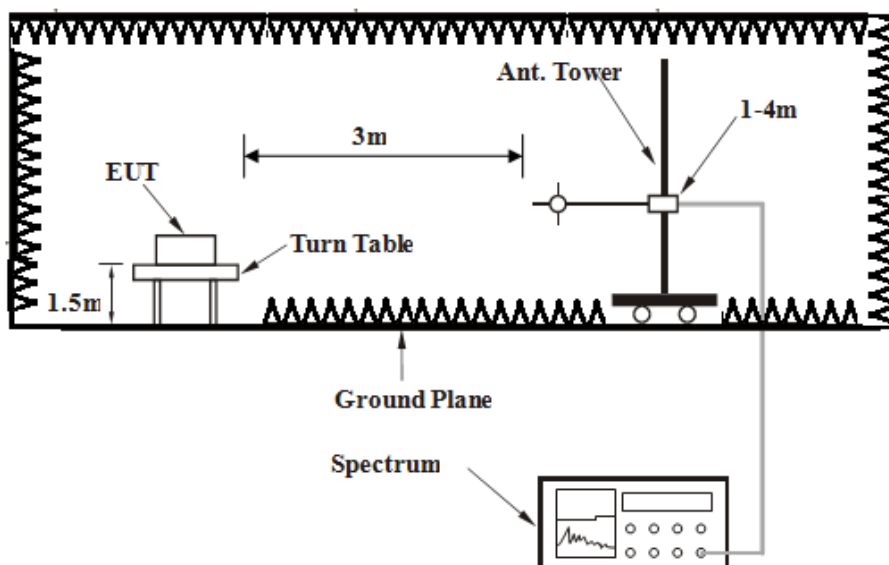 Ant. Tower
1-4m
3m
EUT
Turn Table
1.5m
Ground Plane
Spectrum